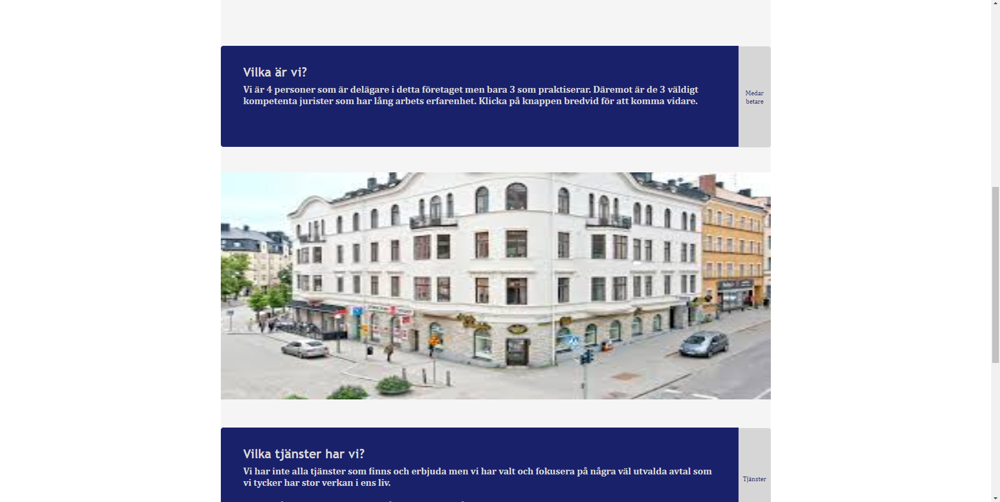 Vilka är vi?
Vi är 4 personer som är delägare i detta företaget men bara 3 som praktiserar. Däremot är de 3 väldigt
kompetenta jurister som har lång arbets erfarenhet. Klicka på knappen bredvid för att komma vidare.
Medar
betare
Vilka tjänster har vi?
Vi har inte alla tjänster som finns och erbjuda men vi har valt och fokusera på några väl utvalda avtal som
vi tycker har stor verkan i ens liv.
Tjänster